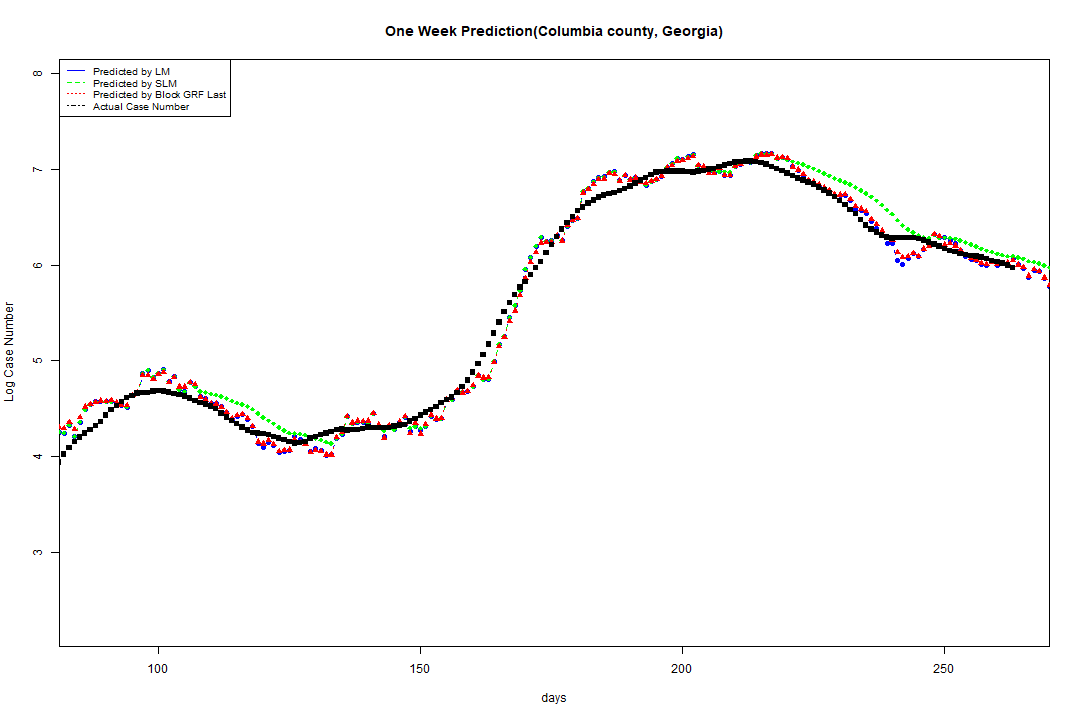 One Week Prediction(Columbia county, Georgia)
Predicted by LM
Predicted by SLM
Predicted by Block GRF Last
Actual Case Number
8
7
6
5
4
3
Log Case Number
100 150 200 250
days